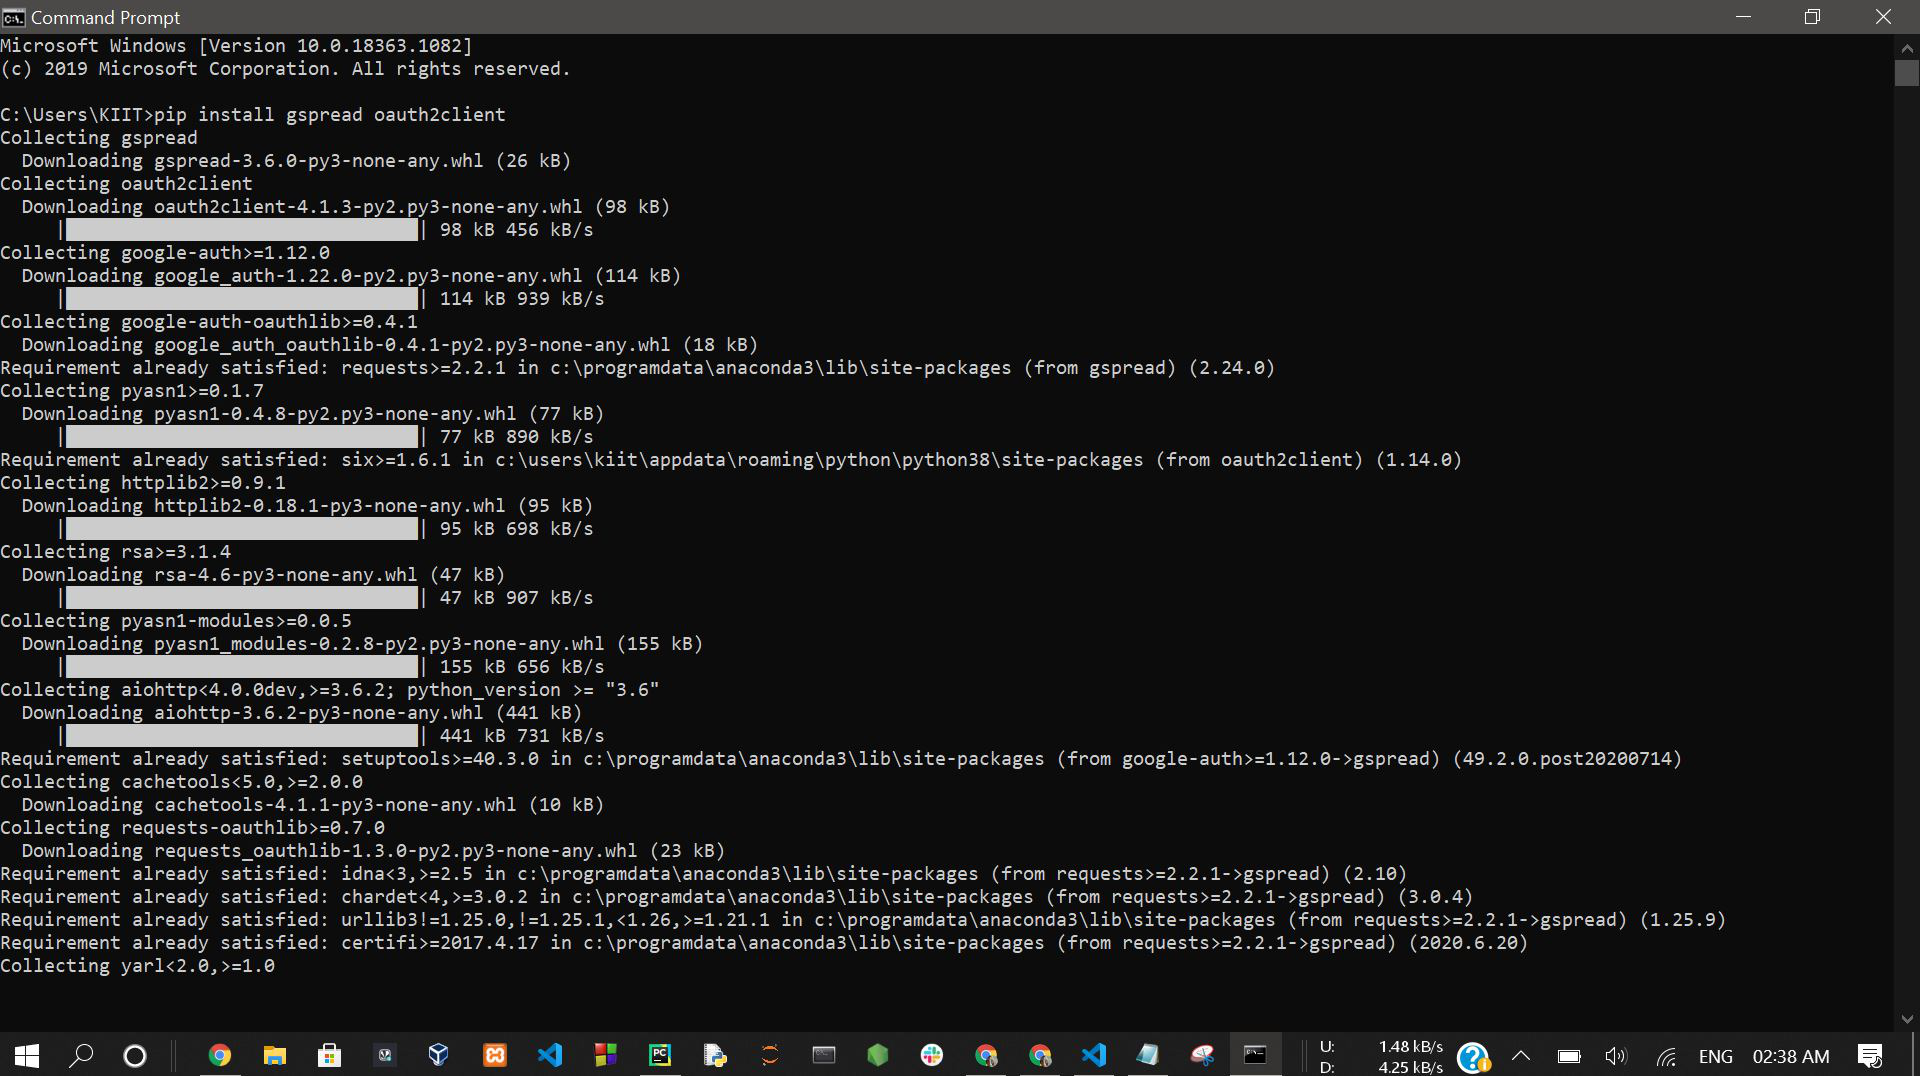 Command Prompt
Microsoft Windows [Version 10.0.18363.1082]
(c) 2019 Microsoft Corporation. All rights reserved.
C:\Users\KIIT>pip install gspread oauth2client
Collecting gspread
  Downloading gspread-3.6.0-py3-none-any.whl (26 kB)
Collecting oauth2client
  Downloading oauth2client-4.1.3-py2.py3-none-any.whl (98 kB)
| 98 kB 456 kB/s
Collecting google-auth>=1.12.0
  Downloading google_auth-1.22.0-py2.py3-none-any.whl (114 kB)
| 114 kB 939 kB/s
Collecting google-auth-oauthlib>=0.4.1
  Downloading google_auth_oauthlib-0.4.1-py2.py3-none-any.whl (18 kB)
Requirement already satisfied: requests>=2.2.1 in c:\programdata\anaconda3\lib\site-packages (from gspread) (2.24.0)
Collecting pyasn1>=0.1.7
  Downloading pyasn1-0.4.8-py2.py3-none-any.whl (77 kB)
| 77 kB 890 kB/s
Requirement already satisfied: six>=1.6.1 in c:\users\kiit\appdata\roaming\python\python38\site-packages (from oauth2client) (1.14.0)
Collecting httplib2>=0.9.1
  Downloading httplib2-0.18.1-py3-none-any.whl (95 kB)
| 95 kB 698 kB/s
Collecting rsa>=3.1.4
  Downloading rsa-4.6-py3-none-any.whl (47 kB)
| 47 kB 907 kB/s
Collecting pyasn1-modules>=0.0.5
  Downloading pyasn1_modules-0.2.8-py2.py3-none-any.whl (155 kB)
| 155 kB 656 kB/s
Collecting aiohttp<4.0.0dev,>=3.6.2; python_version >= "3.6"
  Downloading aiohttp-3.6.2-py3-none-any.whl (441 kB)
| 441 kB 731 kB/s
Requirement already satisfied: setuptools>=40.3.0 in c:\programdata\anaconda3\lib\site-packages (from google-auth>=1.12.0->gspread) (49.2.0.post20200714)
Collecting cachetools<5.0,>=2.0.0
  Downloading cachetools-4.1.1-py3-none-any.whl (10 kB)
Collecting requests-oauthlib>=0.7.0
  Downloading requests_oauthlib-1.3.0-py2.py3-none-any.whl (23 kB)
Requirement already satisfied: idna<3,>=2.5 in c:\programdata\anaconda3\lib\site-packages (from requests>=2.2.1->gspread) (2.10)
Requirement already satisfied: chardet<4,>=3.0.2 in c:\programdata\anaconda3\lib\site-packages (from requests>=2.2.1->gspread) (3.0.4)
Requirement already satisfied: urllib3!=1.25.0,!=1.25.1,<1.26,>=1.21.1 in c:\programdata\anaconda3\lib\site-packages (from requests>=2.2.1->gspread) (1.25.9)
Requirement already satisfied: certifi>=2017.4.17 in c:\programdata\anaconda3\lib\site-packages (from requests>=2.2.1->gspread) (2020.6.20)
Collecting yarl<2.0,>=1.0
U: 1.48 kB/s
D: 4.25 kB/s
ENG 02:38 AM